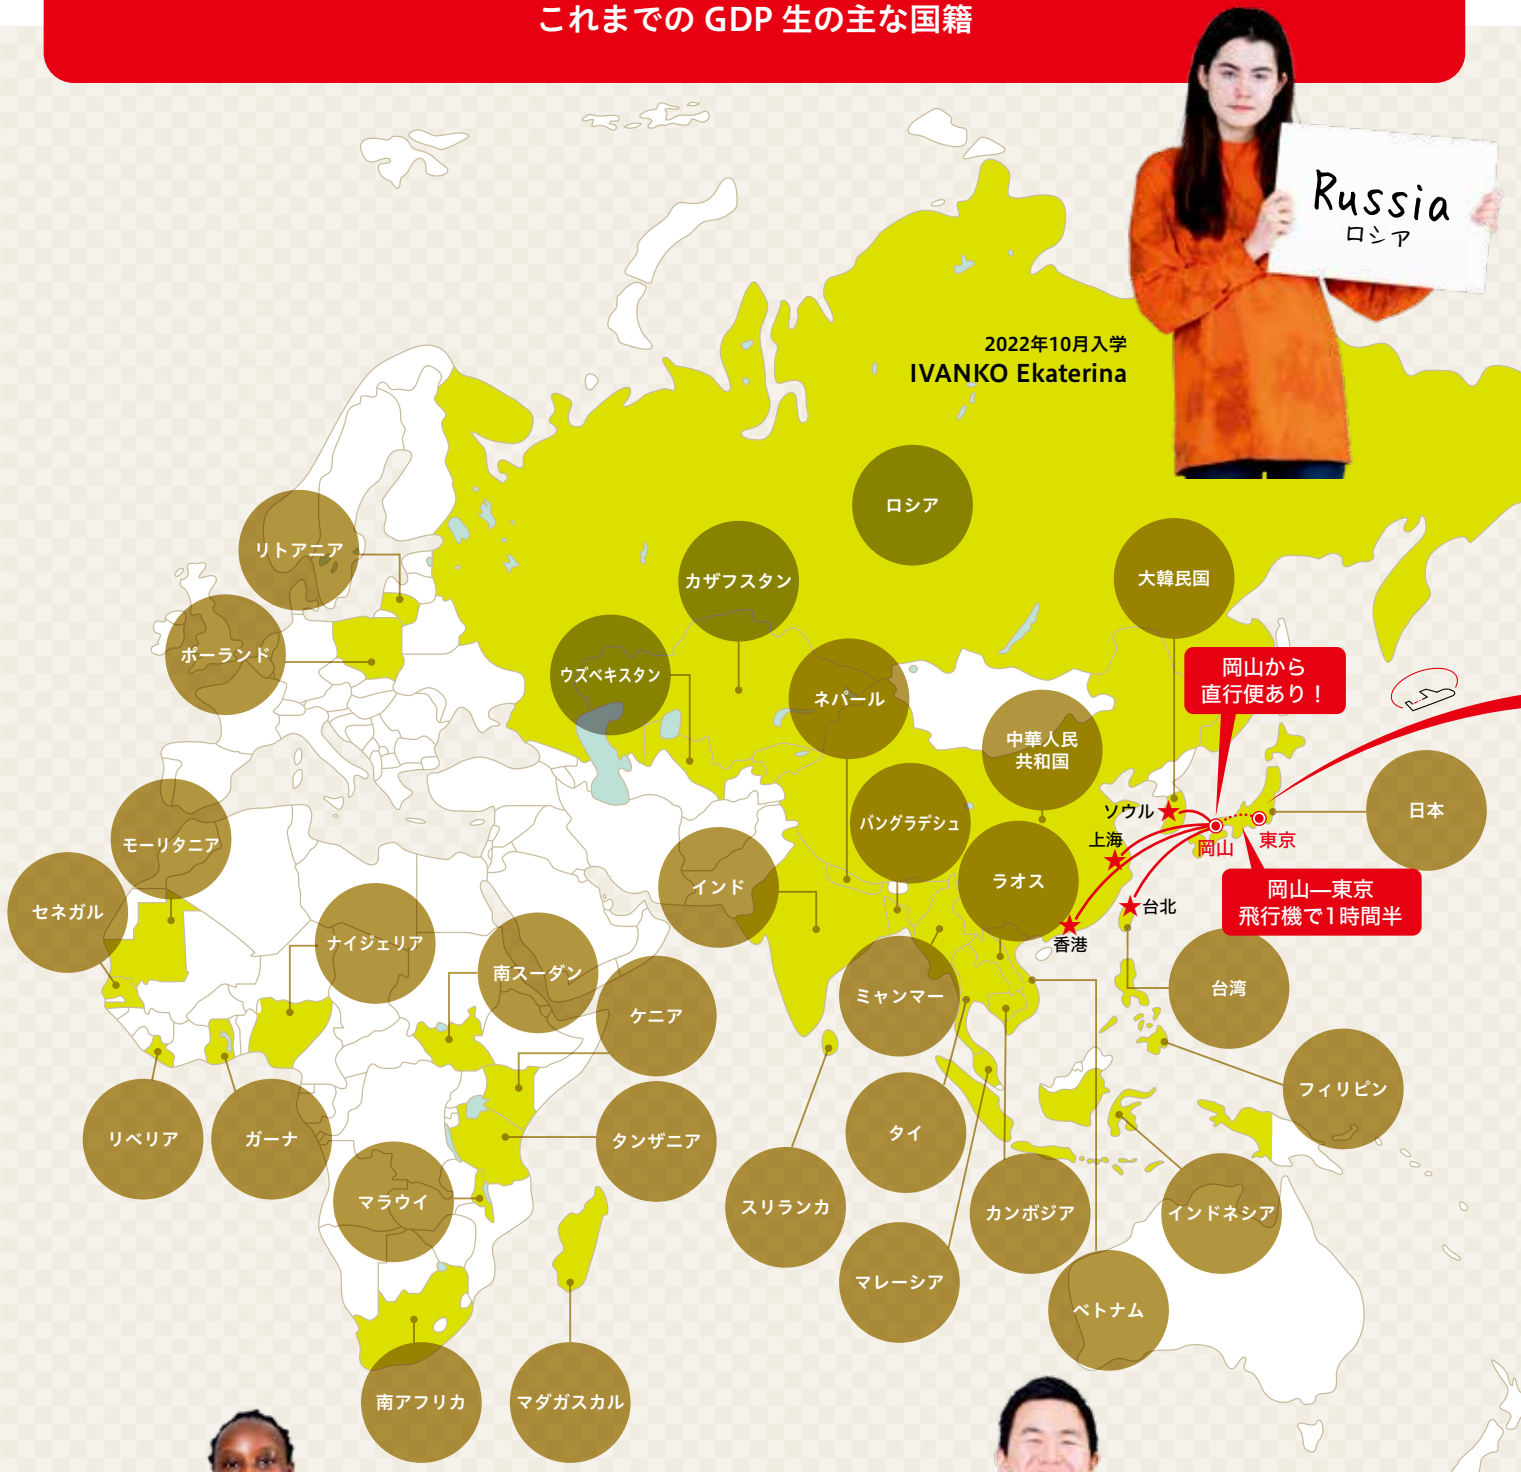 これまでの GDP 生の主な国籍
Russia
ロシア
2022年10月入学
IVANKO Ekaterina
ロシア
リトアニア
カザフスタン
大韓民国
ポーランド
ウズベキスタン
ネパール
岡山から
直行便あり！
中華人民
共和国
モーリタニア
バングラデシュ
ソウル
上海
岡山
東京
日本
セネガル
インド
ラオス
岡山―東京
飛行機で1時間半
台北
香港
ナイジェリア
南スーダン
ケニア
ミャンマー
台湾
フィリピン
リベリア
ガーナ
タンザニア
タイ
マラウイ
スリランカ
カンボジア
インドネシア
マレーシア
ベトナム
南アフリカ
マダガスカル